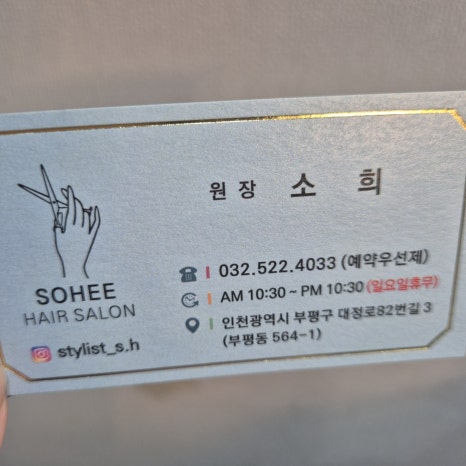 원장 소희
SOHEE
HAIR SALON
stylist_s.h
032.522.4033 (예약우선제)
AM 10:30 ~ PM 10:30 (일요일휴무)
인천광역시 부평구 대정로82번길 3
(부평동 564-1)